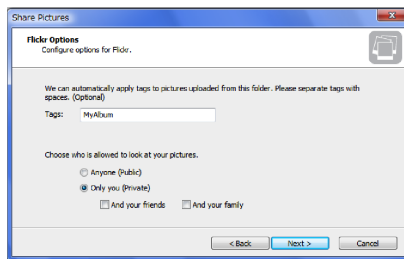 Share Pictures
Flickr Options
Configure options for Flickr.
We can automatically apply tags to pictures uploaded from this folder. Please separate tags with
spaces. (Optional)
Tags: MyAlbum
Choose who is allowed to look at your pictures.
Anyone (Public)
Only you (Private)
And your friends And your family
< Back Next > Cancel